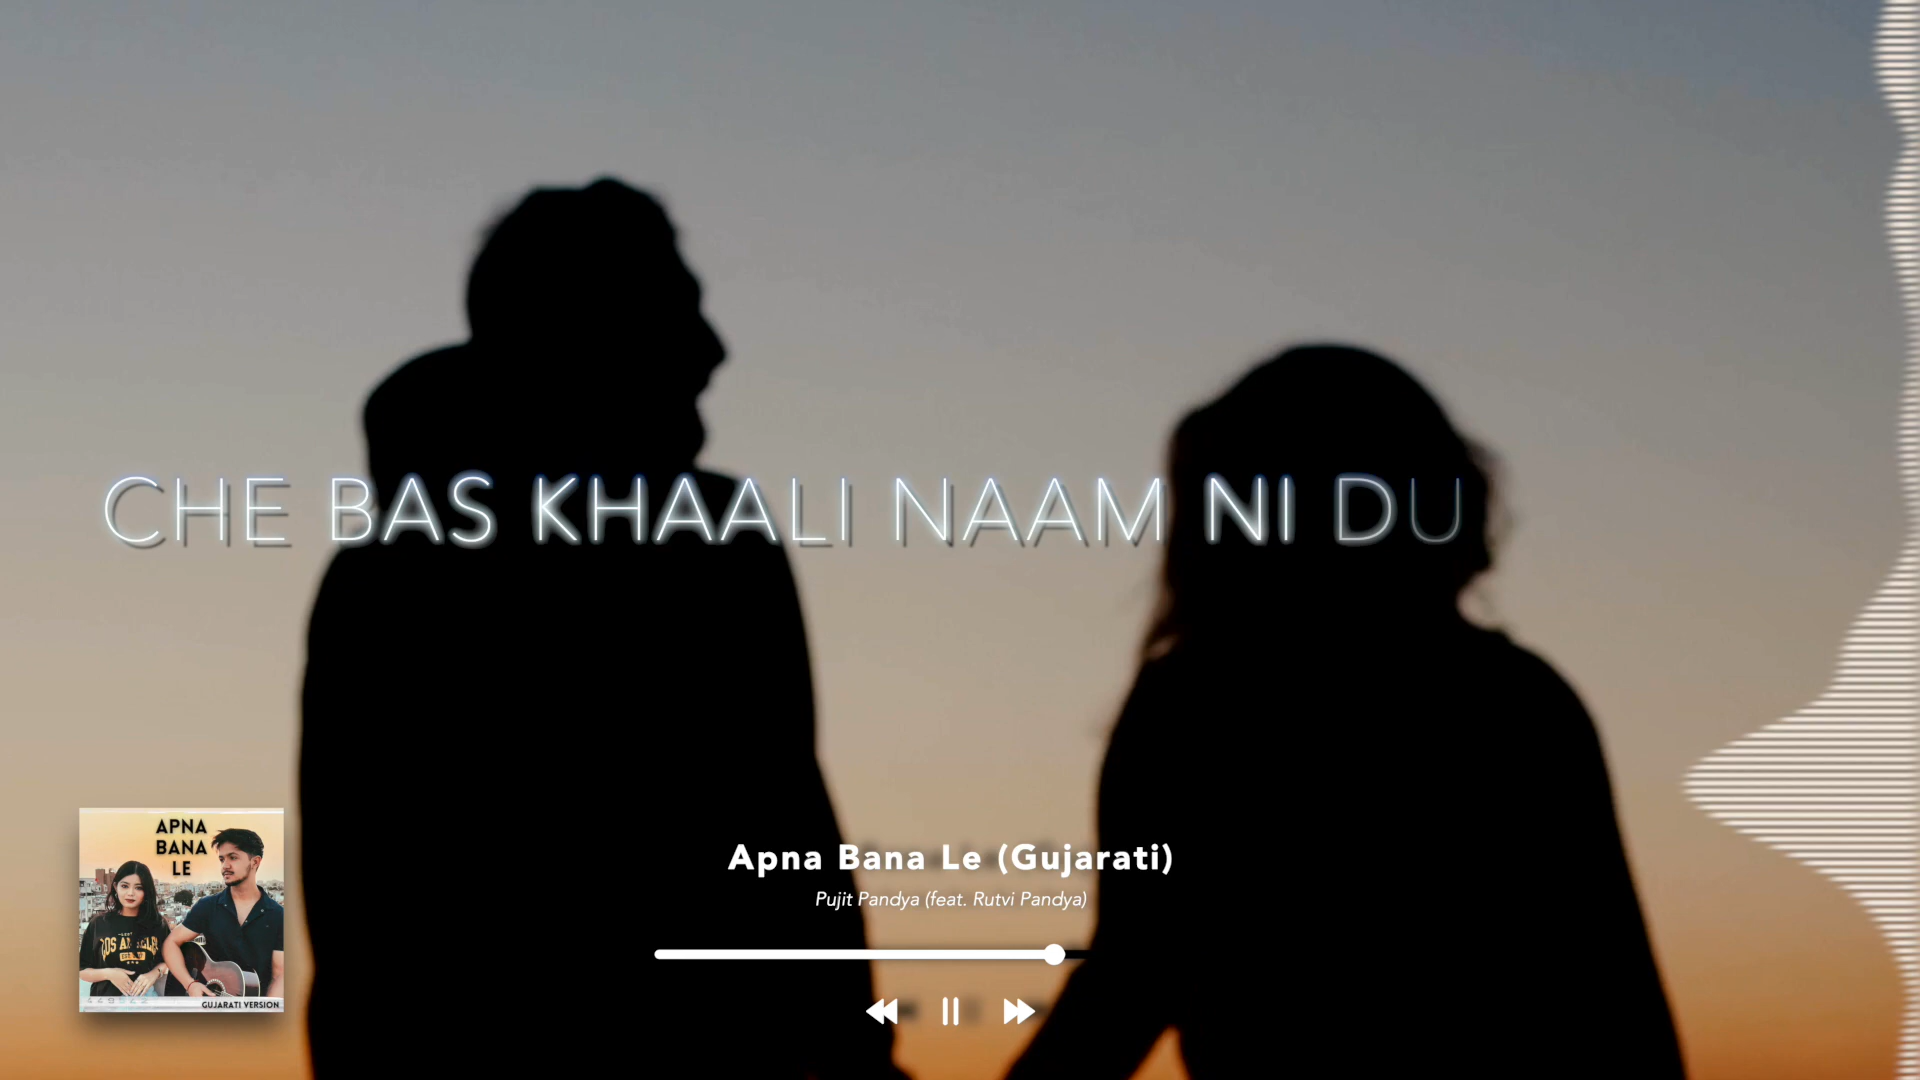 CHE BAS KHAALI NAAM NI DU
APNA
BANA
LE
GUJARATI VERSION
Apna Bana Le (Gujarati)
Pujit Pandya (feat. Rutvi Pandya)